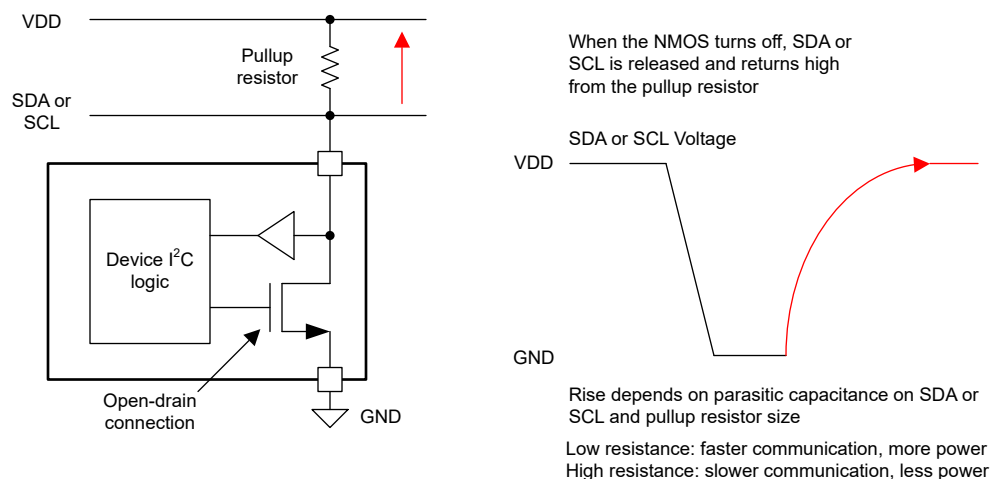 VDD
Pullup
resistor
SDA or
SCL
Device I²C
logic
Open-drain
connection
GND
When the NMOS turns off, SDA or
SCL is released and returns high
from the pullup resistor
SDA or SCL Voltage
VDD
GND
Rise depends on parasitic capacitance on SDA or
SCL and pullup resistor size
Low resistance: faster communication, more power
High resistance: slower communication, less power